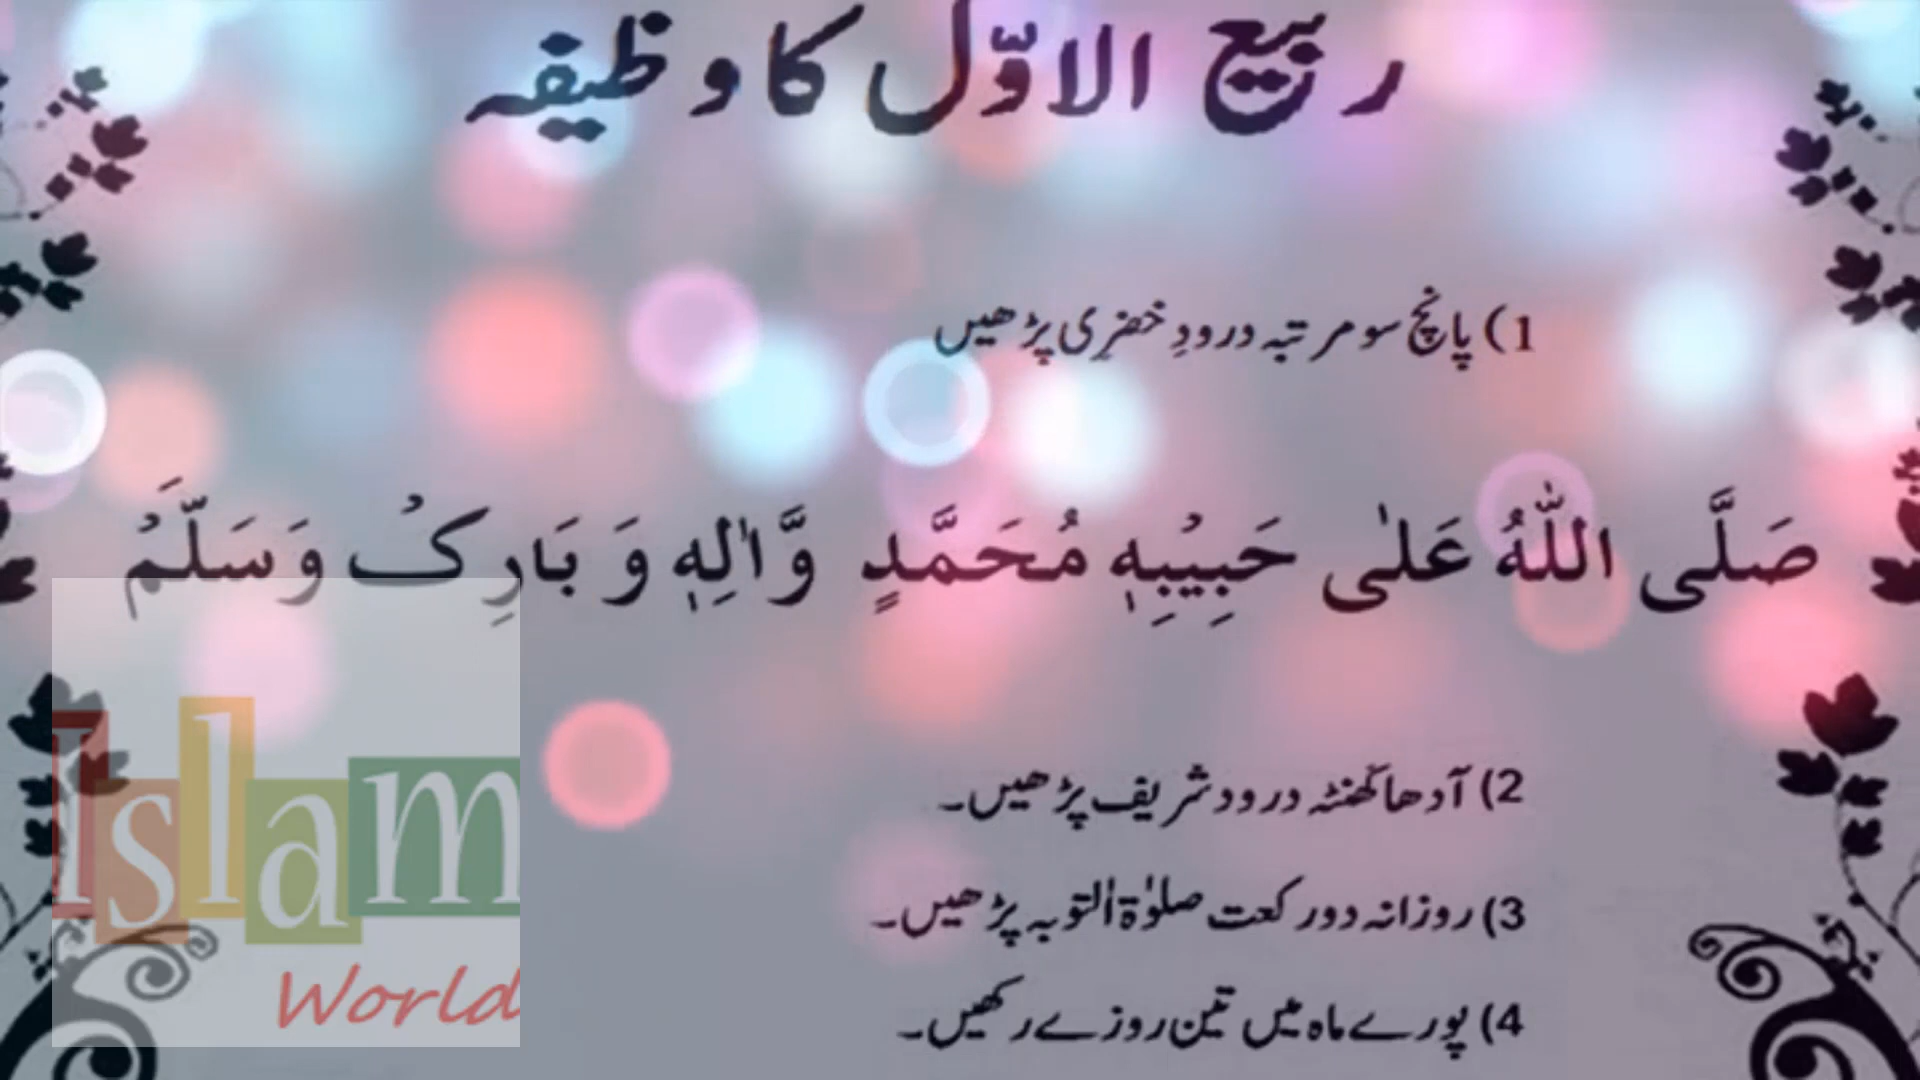 ربیع الاوّل کا وظیفہ
1) پانچ سو مرتبہ درودِ خضرِی پڑھیں
صَلَّی اللّٰہُ عَلٰی حَبِیْبِہٖ مُحَمَّدٍ وَّاٰلِہٖ وَ بَارِکْ وَسَلَّمْ
2) آدھا گھنٹہ درود شریف پڑھیں۔
3) روزانہ دو رکعت صلوٰۃ التوبہ پڑھیں۔
4) پورے ماہ میں تین روزے رکھیں۔
Islam
World